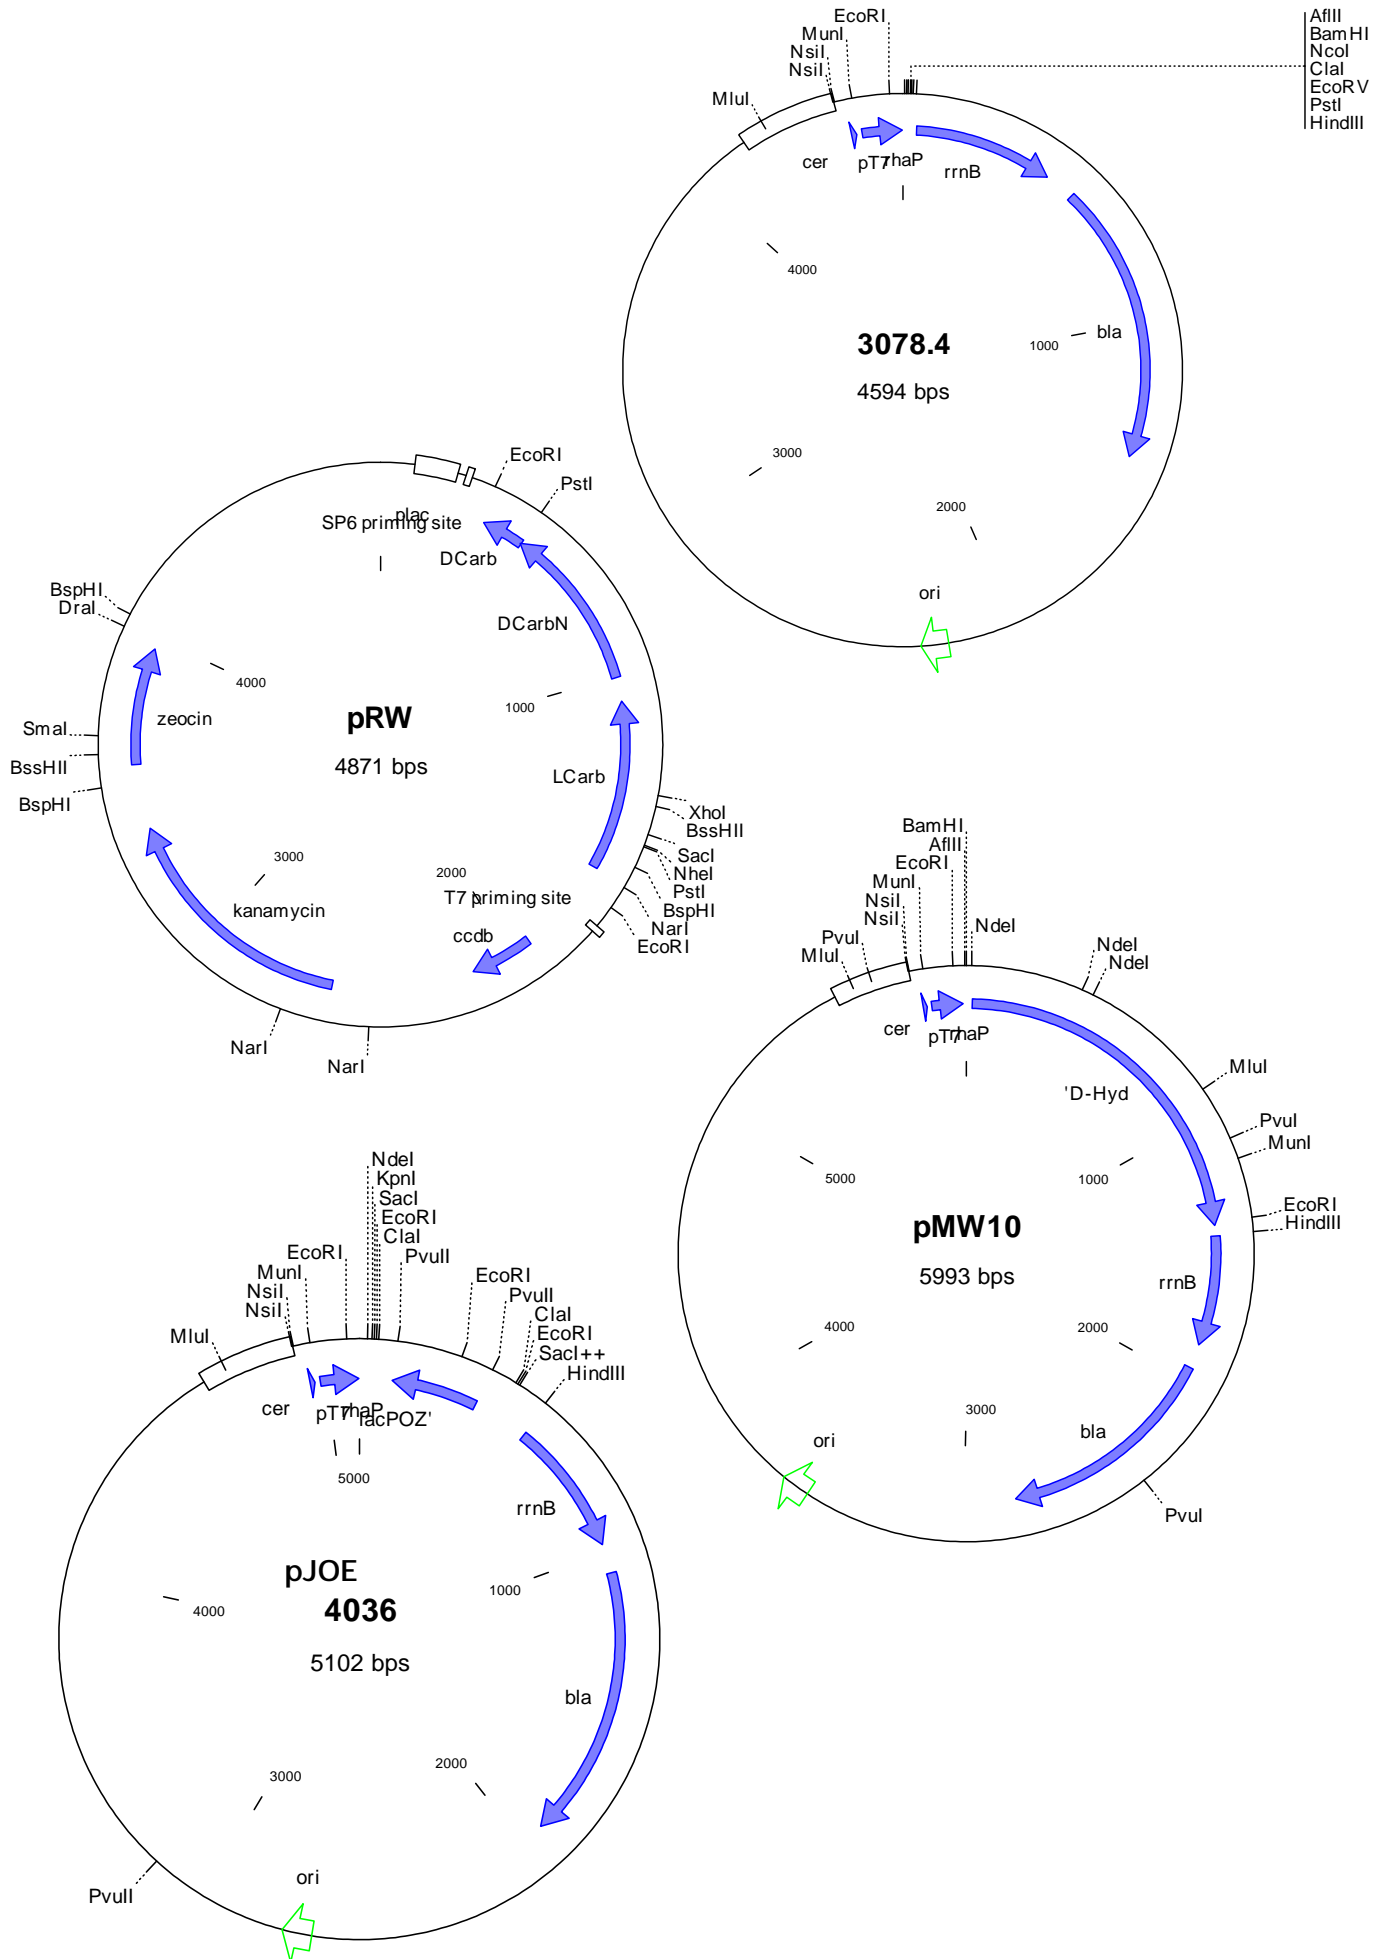 EcoRI
MunI
NsiI
NsiI
MluI
AflII
BamHI
NcoI
ClaI
EcoRV
PstI
HindIII
cer
pT7
rhaP
rrnB
4000
3078.4
4594 bps
1000
bla
3000
2000
ori
EcoRI
PstI
plac
SP6 priming site
DCarb
BspHI
DraI
DCarbN
4000
zeocin
pRW
4871 bps
1000
SmaI
BssHII
BspHI
LCarb
XhoI
BssHII
SacI
NheI
PstI
BspHI
NarI
EcoRI
3000
2000
T7 priming site
kanamycin
ccdb
NarI
NarI
BamHI
AflII
EcoRI
MunI
NsiI
NsiI
PvuI
MluI
NdeI
NdeI
NdeI
cer
pT7
rhaP
'D-Hyd
MluI
PvuI
MunI
EcoRI
HindIII
5000
1000
pMW10
5993 bps
rrnB
4000
2000
3000
bla
ori
PvuI
NdeI
KpnI
SacI
EcoRI
ClaI
PvuII
EcoRI
MunI
NsiI
NsiI
MluI
EcoRI
PvuII
ClaI
EcoRI
SacI++
HindIII
cer
pT7
rhaP
lacPOZ'
5000
rrnB
pJOE
4036
5102 bps
1000
4000
bla
3000
2000
PvuII
ori